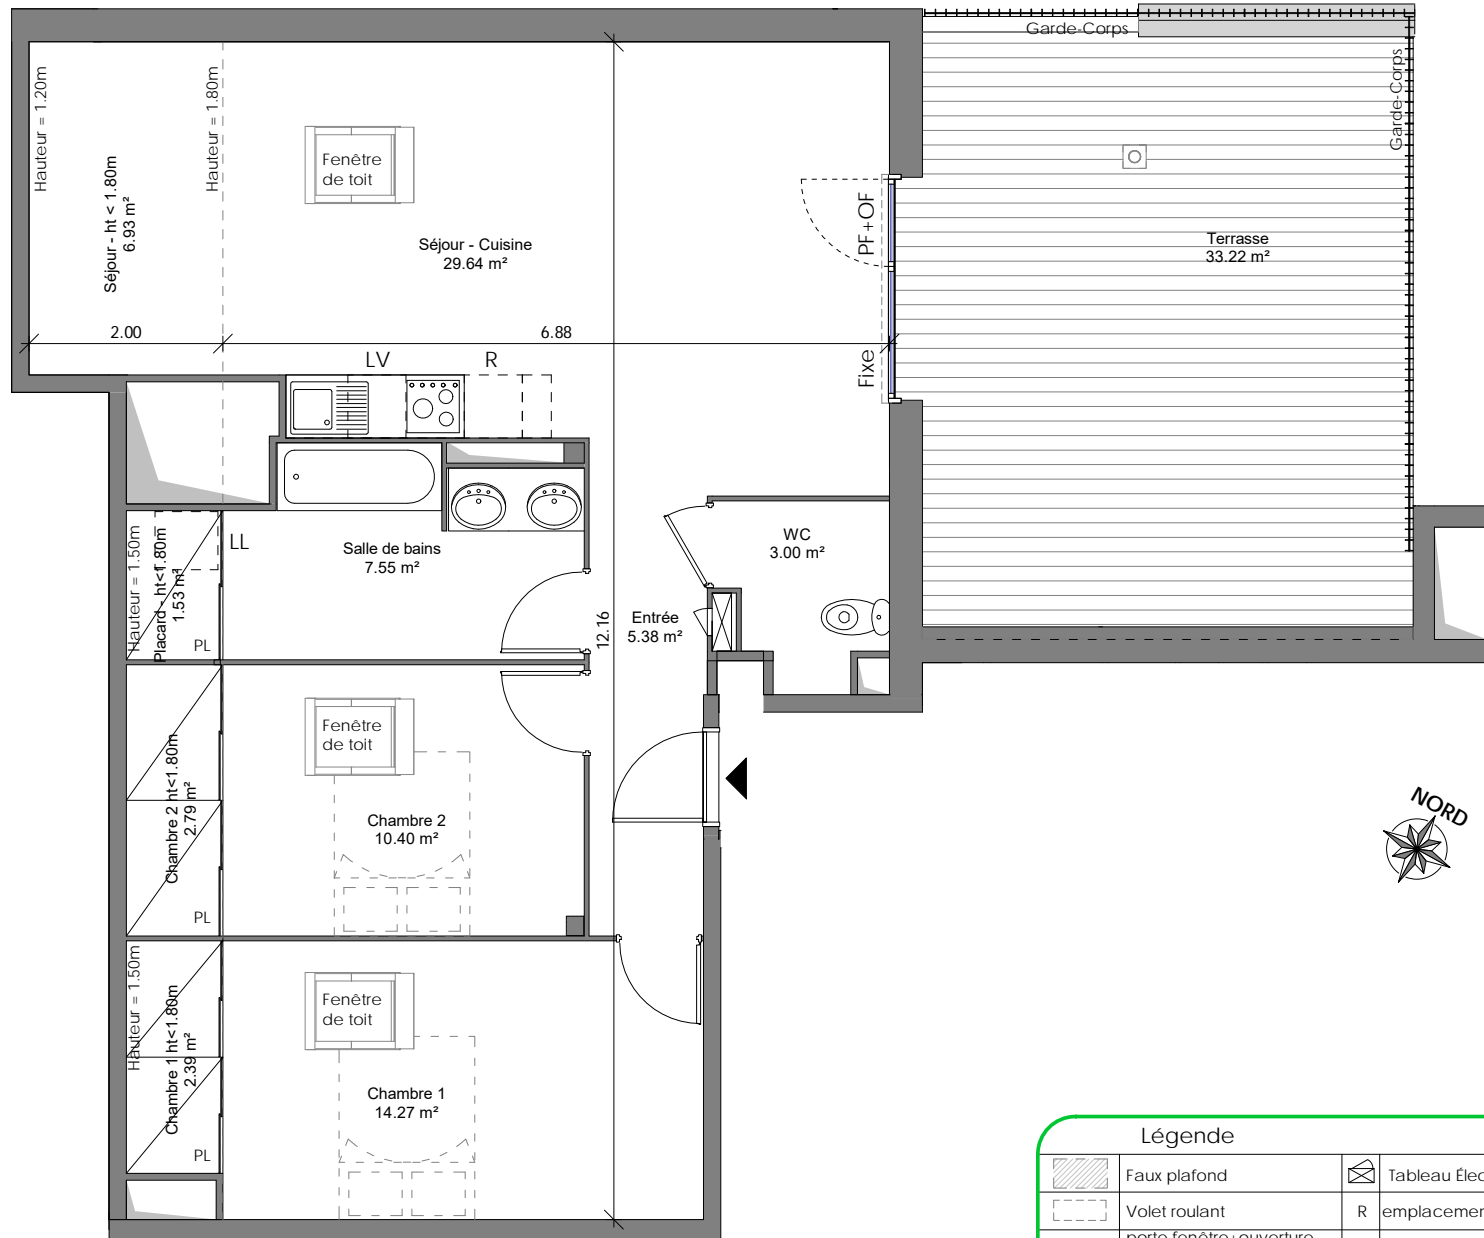 Garde-Corps
Garde-Corps
Hauteur = 1.20m
Hauteur = 1.80m
Séjour - ht < 1.80m
6.93 m²
Fenêtre
de toit
Séjour - Cuisine
29.64 m²
PF+OF
Fixe
Terrasse
33.22 m²
2.00
6.88
LV
R
LL
Hauteur = 1.50m
Placard - ht<1.80m
1.53 m²
PL
Salle de bains
7.55 m²
WC
3.00 m²
Entrée
5.38 m²
12.16
Fenêtre
de toit
Chambre 2 ht<1.80m
2.79 m²
PL
Chambre 2
10.40 m²
NORD
Hauteur = 1.50m
Chambre 1 ht<1.80m
2.39 m²
PL
Fenêtre
de toit
Chambre 1
14.27 m²
Légende
Faux plafond
Tableau Élec
Volet roulant
R emplacemen
porte fenêtre+ouverture